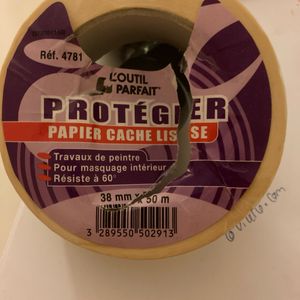 Réf. 4781
L'OUTIL
PARFAIT
PROTÉGER
PAPIER CACHE LISSE
Travaux de peintre
Pour masquage intérieur
Résiste à 60°
38 mm x 50 m
3 289550 502913